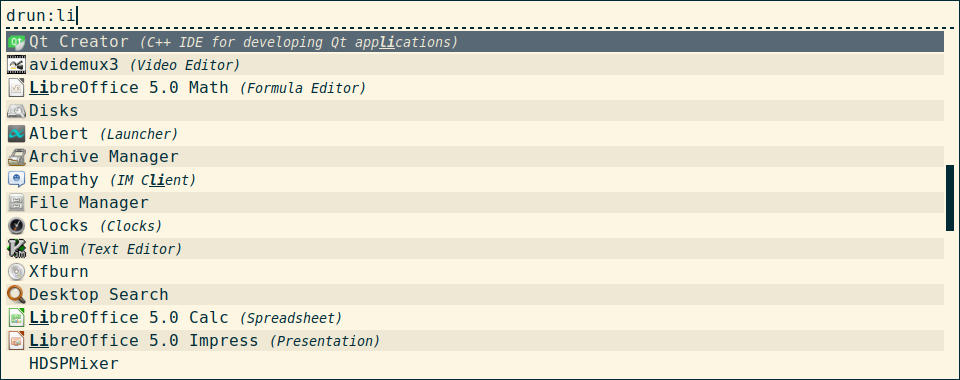 drun:li
Qt Creator (C++ IDE for developing Qt applications)
avidemux3 (Video Editor)
LibreOffice 5.0 Math (Formula Editor)
Disks
Albert (Launcher)
Archive Manager
Empathy (IM Client)
File Manager
Clocks (Clocks)
GVim (Text Editor)
Xfburn
Desktop Search
LibreOffice 5.0 Calc (Spreadsheet)
LibreOffice 5.0 Impress (Presentation)
HDSPMixer